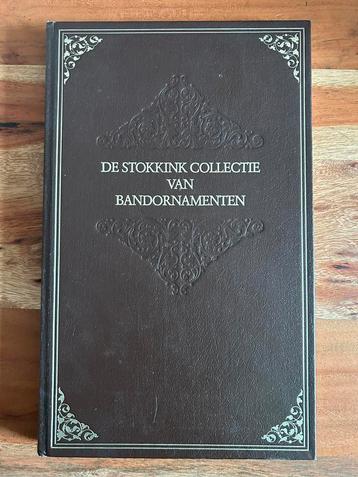 DE STOKKINK COLLECTIE
VAN
BANDORNAMENTEN